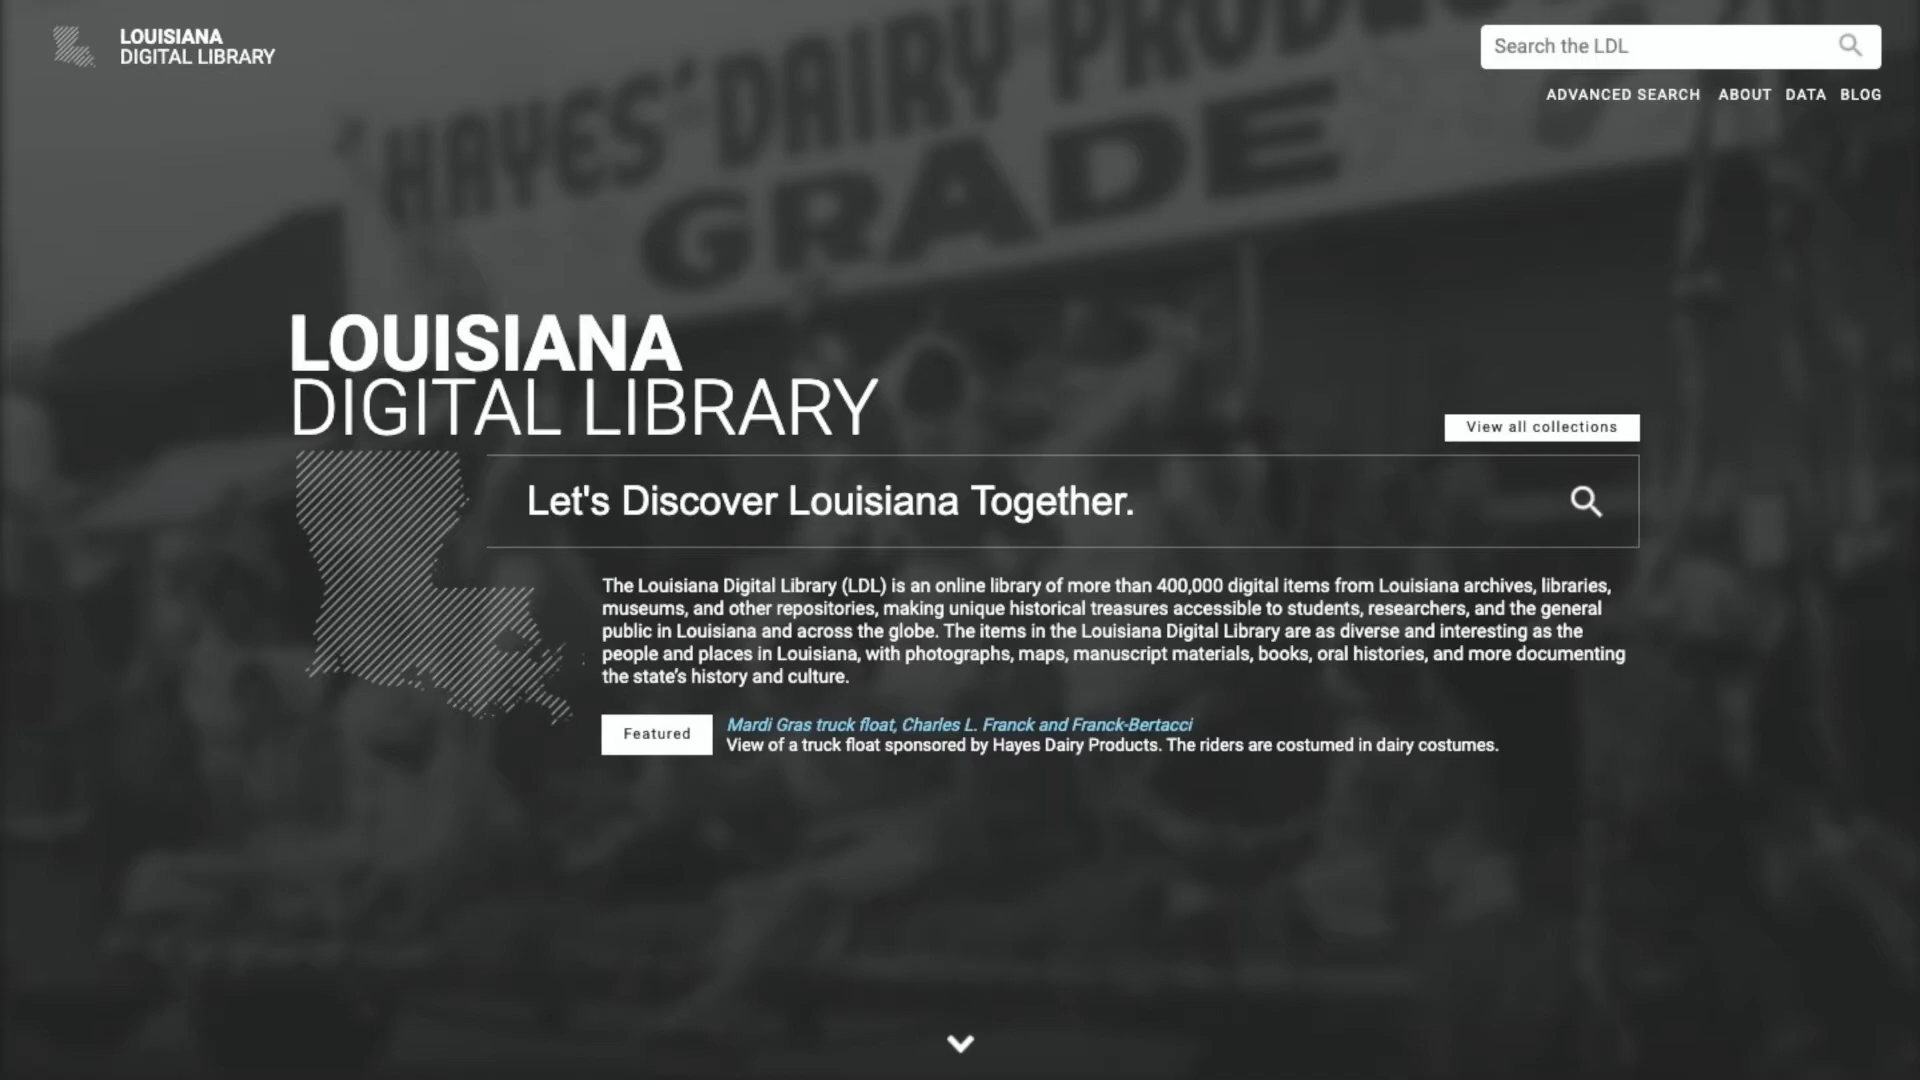 LOUISIANA
DIGITAL LIBRARY
Search the LDL
ADVANCED SEARCH ABOUT DATA BLOG
HAYES' DAIRY
GRADE
LOUISIANA
DIGITAL LIBRARY
View all collections
Let's Discover Louisiana Together.
The Louisiana Digital Library (LDL) is an online library of more than 400,000 digital items from Louisiana archives, libraries,
museums, and other repositories, making unique historical treasures accessible to students, researchers, and the general
public in Louisiana and across the globe. The items in the Louisiana Digital Library are as diverse and interesting as the
people and places in Louisiana, with photographs, maps, manuscript materials, books, oral histories, and more documenting
the state’s history and culture.
Featured
Mardi Gras truck float, Charles L. Franck and Franck-Bertacci
View of a truck float sponsored by Hayes Dairy Products. The riders are costumed in dairy costumes.